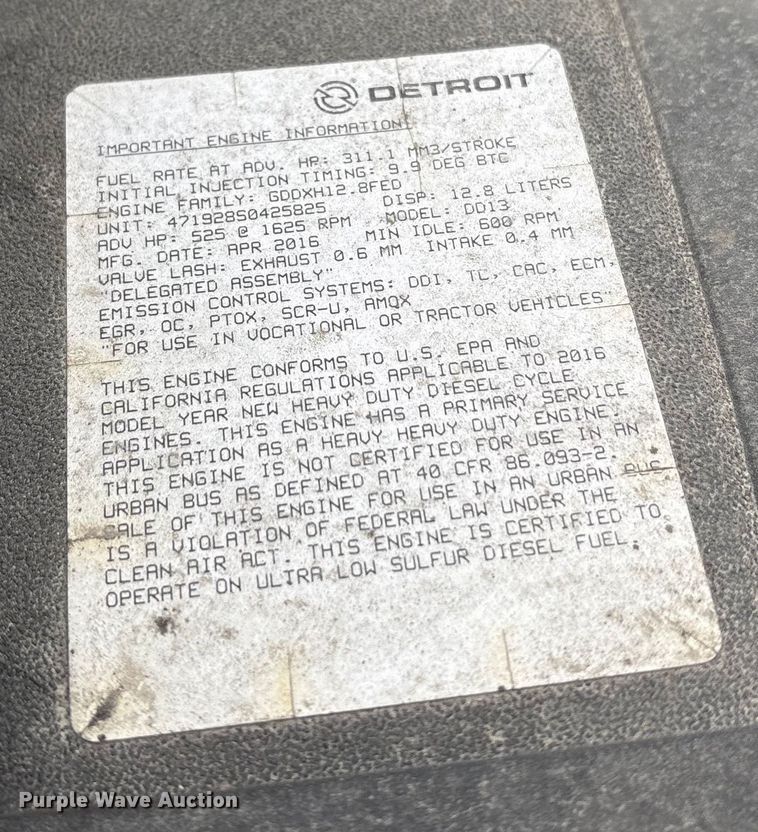 DETROIT
IMPORTANT ENGINE INFORMATION
FUEL RATE AT ADV. HP: 311.1 MM3/STROKE
INITIAL INJECTION TIMING: 9.9 DEG BTC
ENGINE FAMILY: GDDXH12.8FED
UNIT: 471928S0425825 DISP: 12.8 LITERS
ADV HP: 525 @ 1625 RPM MODEL: DD13
MFG. DATE: APR 2016 MIN IDLE: 600 RPM
VALVE LASH: EXHAUST 0.6 MM INTAKE 0.4 MM
"DELEGATED ASSEMBLY"
EMISSION CONTROL SYSTEMS: DDI, TL, CAC, ECM,
EGR, OC, PTOX, SCR-U, AMOX
"FOR USE IN VOCATIONAL OR TRACTOR VEHICLES"
THIS ENGINE CONFORMS TO U.S. EPA AND
CALIFORNIA REGULATIONS APPLICABLE TO 2016
MODEL YEAR NEW HEAVY DUTY DIESEL CYCLE
ENGINES. THIS ENGINE HAS A PRIMARY SERVICE
APPLICATION AS A HEAVY HEAVY DUTY ENGINE.
THIS ENGINE IS NOT CERTIFIED FOR USE IN AN
URBAN BUS AS DEFINED AT 40 CFR 86.093-2.
SALE OF THIS ENGINE FOR USE IN AN URBAN BUS
IS A VIOLATION OF FEDERAL LAW UNDER THE
CLEAN AIR ACT. THIS ENGINE IS CERTIFIED TO
OPERATE ON ULTRA LOW SULFUR DIESEL FUEL.
Purple Wave Auction